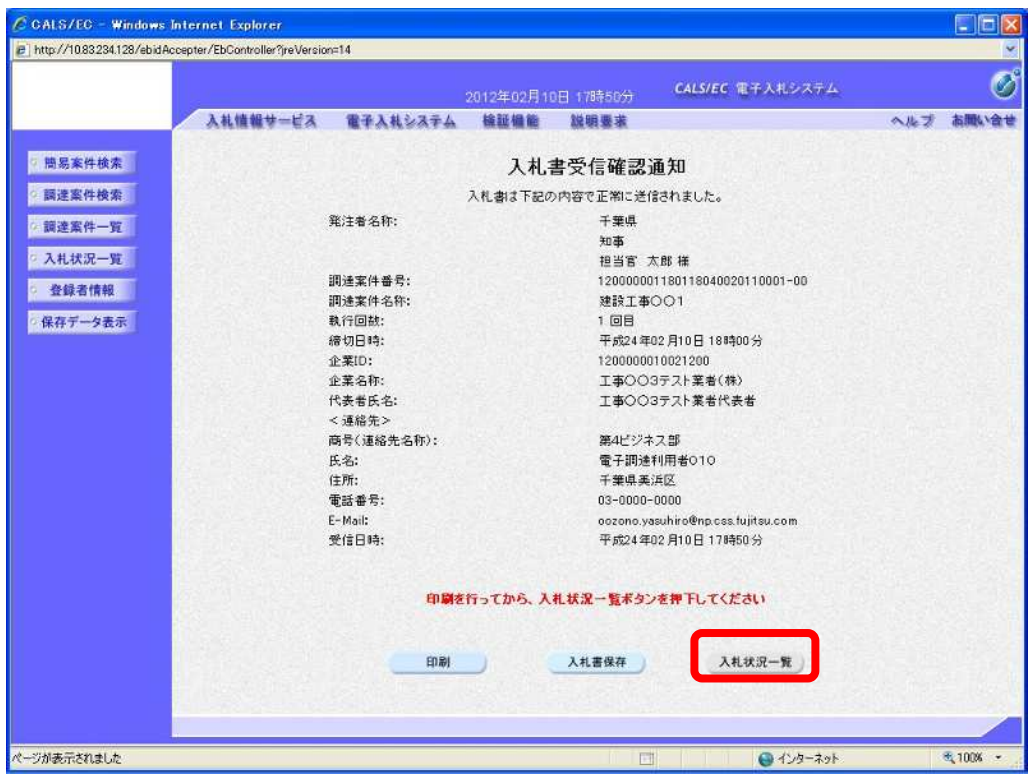 CALS/EC - Windows Internet Explorer
http://10.83.234.128/ebidAccepter/EbController?jreVersion=14
2012年02月10日 17時50分
CALS/EC 電子入札システム
入札情報サービス 電子入札システム 検証機能 説明要求 ヘルプ お問い合せ
簡易案件検索
調達案件検索
調達案件一覧
入札状況一覧
登録者情報
保存データ表示
入札書受信確認通知
入札書は下記の内容で正常に送信されました。
発注者名称: 千葉県
知事
担当官 太郎 様
調達案件番号: 120000001180118040020110001-00
調達案件名称: 建設工事〇〇1
執行回数: 1 回目
締切日時: 平成24年02月10日 18時00分
企業ID: 1200000010021200
企業名称: 工事〇〇3テスト業者(株)
代表者氏名: 工事〇〇3テスト業者代表者
<連絡先>
商号(連絡先名称): 第4ビジネス部
氏名: 電子調達利用者010
住所: 千葉県美浜区
電話番号: 03-0000-0000
E-Mail: oozono.yasuhiro@np.css.fujitsu.com
受信日時: 平成24年02月10日 17時50分
印刷を行ってから、入札状況一覧ボタンを押下してください
印刷 入札書保存 入札状況一覧
ページが表示されました インターネット 100%